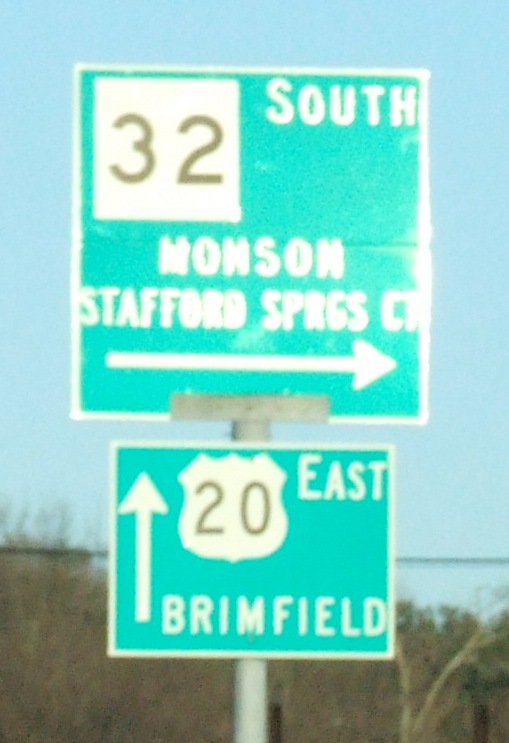 32 SOUTH
MONSON
STAFFORD SPRGS CT
20 EAST
BRIMFIELD